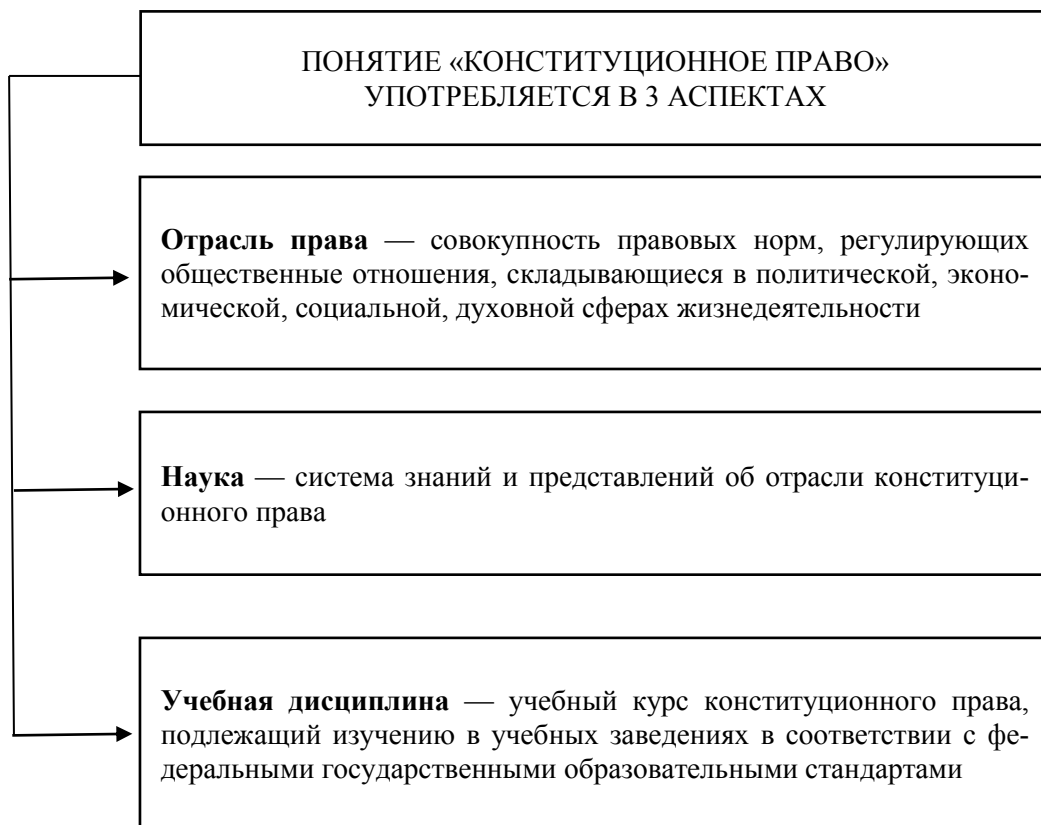 ПОНЯТИЕ «КОНСТИТУЦИОННОЕ ПРАВО»
УПОТРЕБЛЯЕТСЯ В 3 АСПЕКТАХ
Отрасль права — совокупность правовых норм, регулирующих
общественные отношения, складывающиеся в политической, эконо-
мической, социальной, духовной сферах жизнедеятельности
Наука — система знаний и представлений об отрасли конституци-
онного права
Учебная дисциплина — учебный курс конституционного права,
подлежащий изучению в учебных заведениях в соответствии с фе-
деральными государственными образовательными стандартами